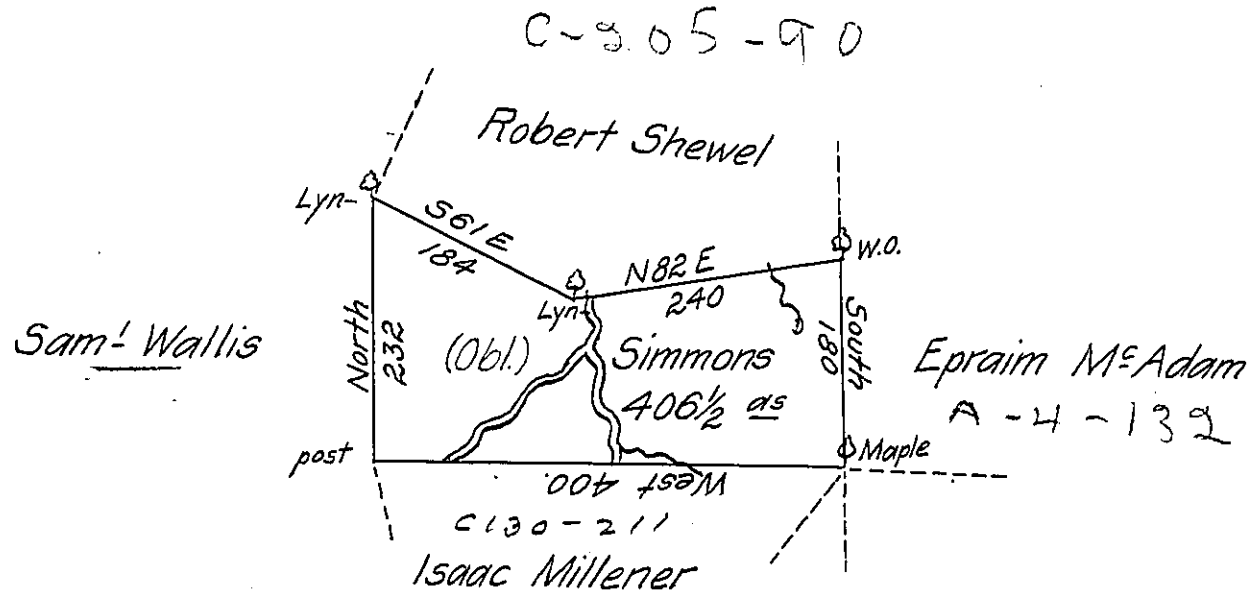 C-205-90
Robert Shewel
Lyn-
S61E
184
N82E
240
W.O.
Lyn-
Sam.l Wallis
North
232
(Obl.)
Simmons
406½ as
South
180
Epraim McAdam
A-4-132
post
Maple
West 400.
C130-211
Isaac Millener